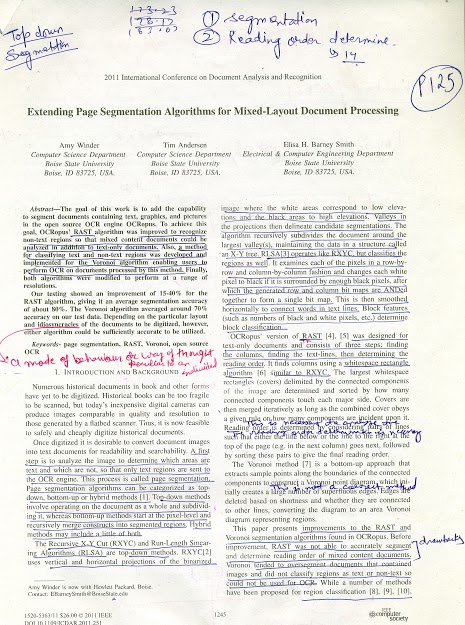 Top down
Segmentation
① Segmentation
② Reading order determine.
↳ 14
P125
2011 International Conference on Document Analysis and Recognition
Extending Page Segmentation Algorithms for Mixed-Layout Document Processing
Amy Winder
Computer Science Department
Boise State University
Boise, ID 83725, USA.
Tim Andersen
Computer Science Department
Boise State University
Boise, ID 83725, USA.
Elisa H. Barney Smith
Electrical & Computer Engineering Department
Boise State University
Boise, ID 83725, USA.
Abstract—The goal of this work is to add the capability
to segment documents containing text, graphics, and pictures
in the open source OCR engine OCRopus. To achieve this
goal, OCRopus' RAST algorithm was improved to recognize
non-text regions so that mixed content documents could be
analyzed in addition to text-only documents. Also, a method
for classifying text and non-text regions was developed and
implemented for the Voronoi algorithm enabling users to
perform OCR on documents processed by this method. Finally,
both algorithms were modified to perform at a range of
resolutions.
Our testing showed an improvement of 15-40% for the
RAST algorithm, giving it an average segmentation accuracy
of about 80%. The Voronoi algorithm averaged around 70%
accuracy on our test data. Depending on the particular layout
and idiosyncracies of the documents to be digitized, however,
either algorithm could be sufficiently accurate to be utilized.
Keywords- page segmentation, RAST, Voronoi, open source
OCR
a mode of behaviour or way of thought
peculiar to an individual
I. INTRODUCTION AND BACKGROUND
Numerous historical documents in book and other forms
have yet to be digitized. Historical books can be too fragile
to be scanned, but today's inexpensive digital cameras can
produce images comparable in quality and resolution to
those generated by a flatbed scanner. Thus, it is now feasible
to safely and cheaply digitize historical documents.
Once digitized it is desirable to convert document images
into text documents for readability and searchability. A first
step is to analyze the image to determine which areas are
text and which are not, so that only text regions are sent to
the OCR engine. This process is called page segmentation.
Page segmentation algorithms can be categorized as top-
down, bottom-up or hybrid methods [1]. Top-down methods
involve operating on the document as a whole and subdivid-
ing it, whereas bottom-up methods start at the pixel level and
recursively merge constructs into segmented regions. Hybrid
methods may include a little of both.
The Recursive X-Y Cut (RXYC) and Run-Length Smear-
ing Algorithms (RLSA) are top-down methods. RXYC[2]
uses vertical and horizontal projections of the binarized
Amy Winder is now with Hewlett Packard, Boise.
Contact: EBarneySmith@BoiseState.edu
image where the white areas correspond to low eleva-
tions and the black areas to high elevations. Valleys in
the projections then delineate candidate segmentations. The
algorithm recursively subdivides the document around the
largest valley(s), maintaining the data in a structure called
an X-Y tree. RLSA[3] operates like RXYC, but classifies the
regions as well. It examines each of the pixels in a row-by-
row and column-by-column fashion and changes each white
pixel to black if it is surrounded by enough black pixels, after
which the generated row and column bit maps are ANDed
together to form a single bit map. This is then smoothed
horizontally to connect words in text lines. Block features
(such as numbers of black and white pixels, etc.) determine
block classification.
OCRopus' version of RAST [4], [5] was designed for
text-only documents and consists of three steps: finding
the columns, finding the text-lines, then determining the
reading order. It finds columns using a whitespace rectangle
algorithm [6] similar to RXYC. The largest whitespace
rectangles (covers) delimited by the connected components
of the image are determined and sorted by how many
connected components touch each major side. Covers are
then merged iteratively as long as the combined cover obeys
a given rule on how many components are incident upon it.
Reading order is determined by considering pairs of lines
such that either the line below or the line to the right at the
top of the page (e.g. in the next column) goes next, followed
by sorting these pairs to give the final reading order.
The Voronoi method [7] is a bottom-up approach that
extracts sample points along the boundaries of the connected
components to construct a Voronoi point diagram, which ini-
tially creates a large number of superfluous edges. Edges are
deleted based on shortness and whether they are connected
to other lines, converting the diagram to an area Voronoi
diagram representing regions.
This paper presents improvements to the RAST and
Voronoi segmentation algorithms found in OCRopus. Before
improvement, RAST was not able to accurately segment
and determine reading order of mixed content documents.
Voronoi tended to oversegment documents that contained
images and did not classify regions as text or non-text so
could not be used for OCR. While a number of methods
have been proposed for region classification [8], [9], [10],
drawbacks
1520-5363/11 $26.00 © 2011 IEEE
DOI 10.1109/ICDAR.2011.251
1245
IEEE
computer
society